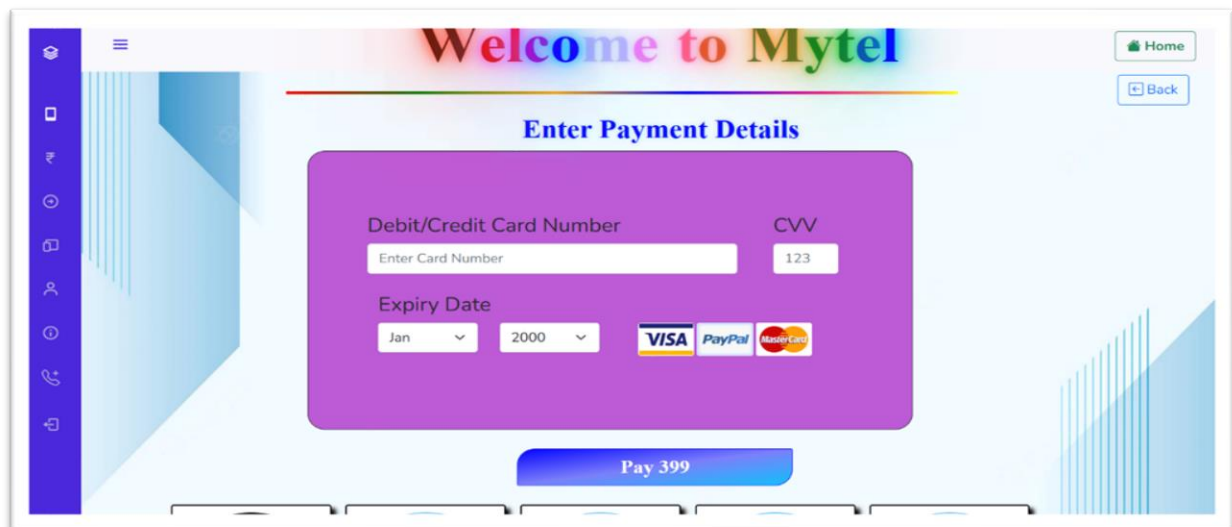 Welcome to Mytel
Home
Back
Enter Payment Details
Debit/Credit Card Number CVV
Enter Card Number 123
Expiry Date
Jan 2000 VISA PayPal MasterCard
Pay 399